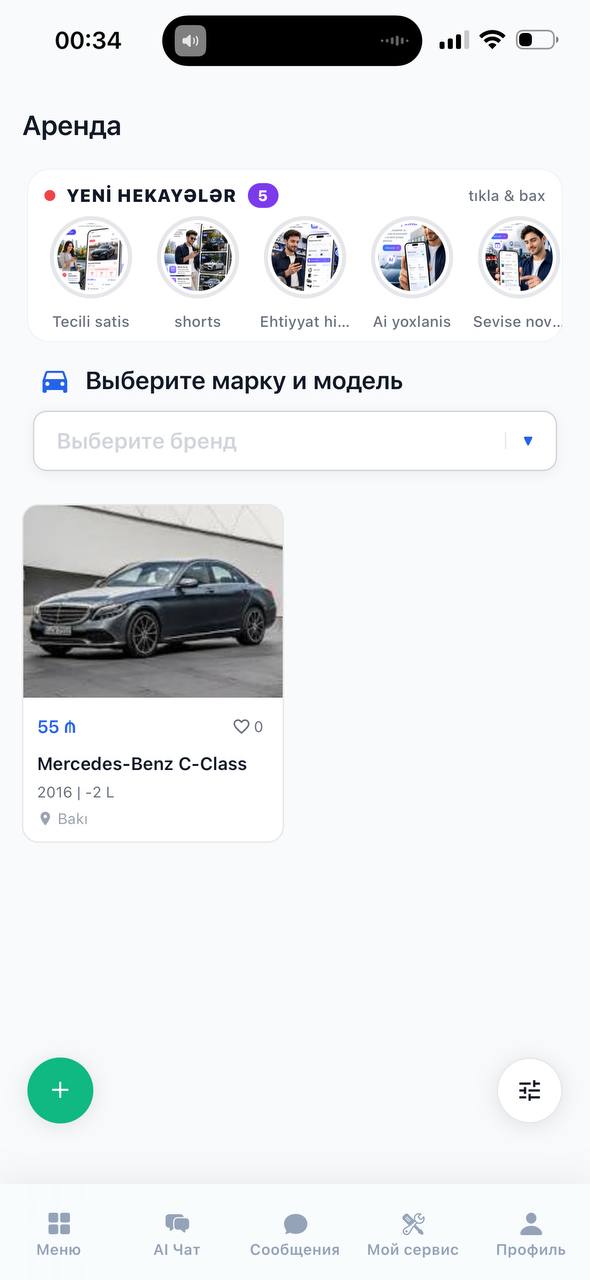 00:34
Аренда
YENİ HEKAYƏLƏR 5 tıkla & bax
Tecili satis shorts Ehtiyyat hi... Ai yoxlanis Sevise nov...
Выберите марку и модель
Выберите бренд
55 ₼ 0
Mercedes-Benz C-Class
2016 | -2 L
Bakı
Меню AI Чат Сообщения Мой сервис Профиль